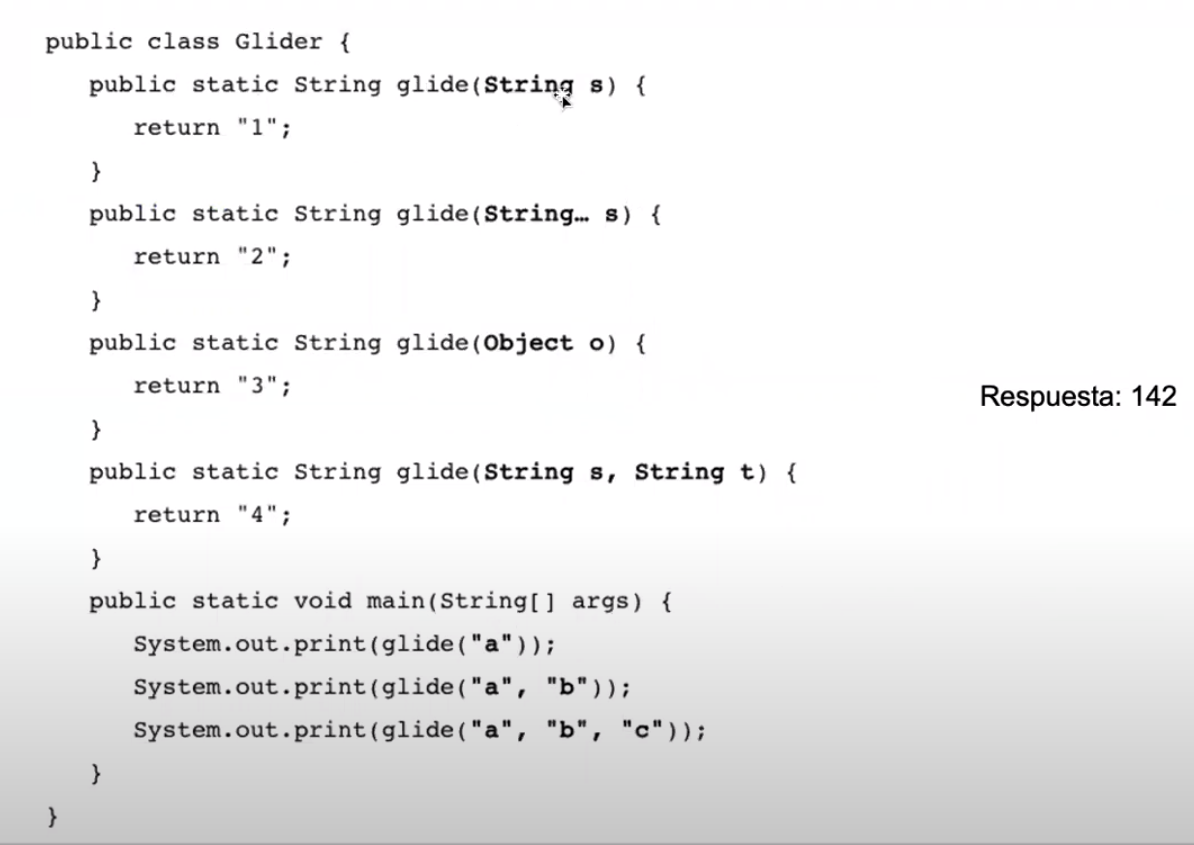 public class Glider {
public static String glide(String s) {
return "1";
}
public static String glide(String… s) {
return "2";
}
public static String glide(Object o) {
return "3";
}
Respuesta: 142
public static String glide(String s, String t) {
return "4";
}
public static void main(String[] args) {
System.out.print(glide("a"));
System.out.print(glide("a", "b"));
System.out.print(glide("a", "b", "c"));
}
}